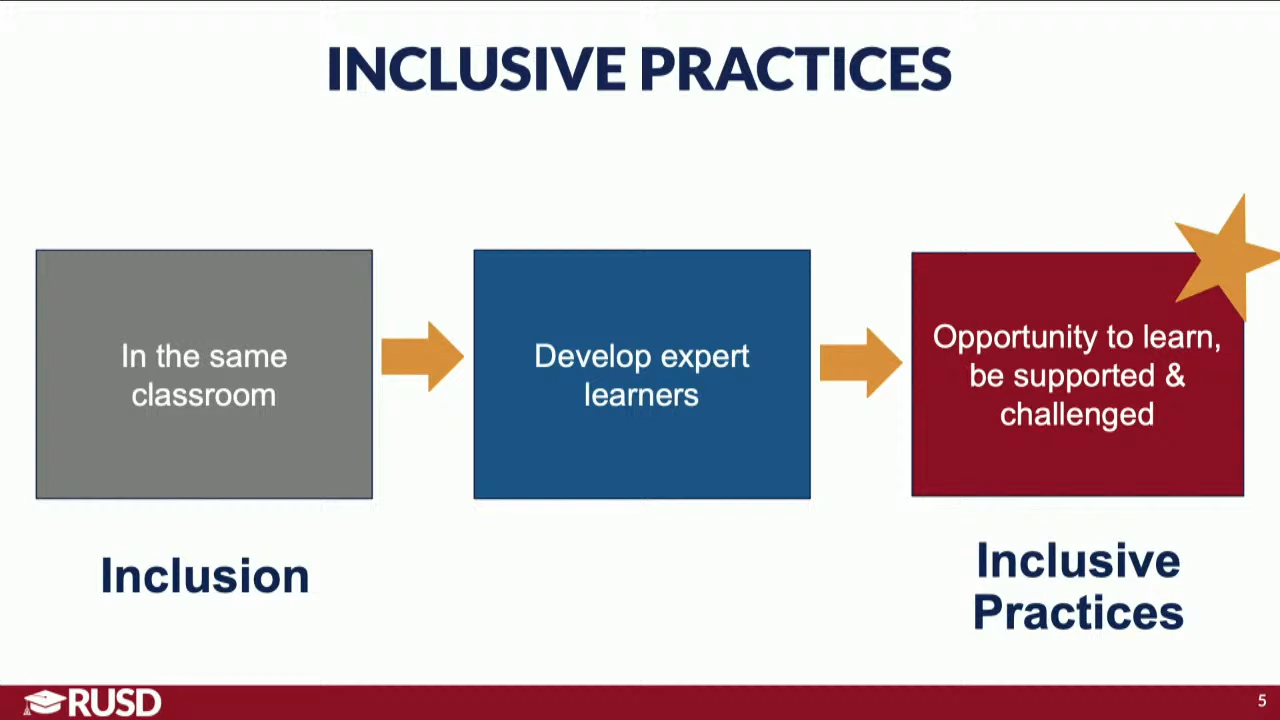 INCLUSIVE PRACTICES
In the same
classroom
Develop expert
learners
Opportunity to learn,
be supported &
challenged
Inclusion
Inclusive
Practices
RUSD
5